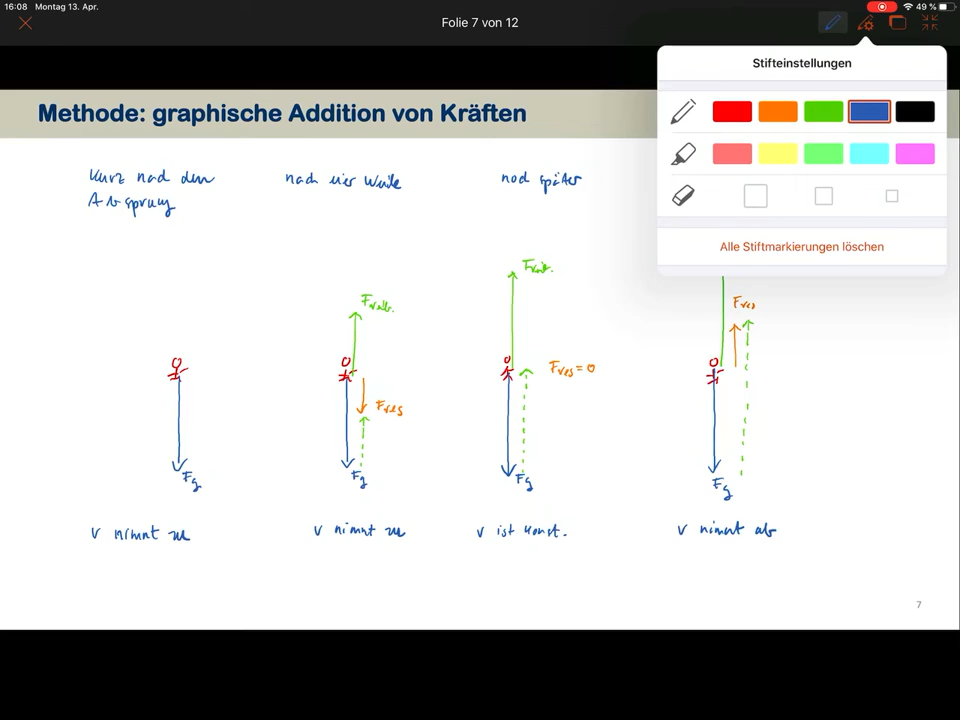 16:08 Montag 13. Apr.
49 %
Folie 7 von 12
Stifteinstellungen
Alle Stiftmarkierungen löschen
Methode: graphische Addition von Kräften
Kurz nach dem
Absprung
nach einer Weile
noch später
Freib.
Freib.
Fres
Fres = 0
Fres
Fg
Fg
Fg
Fg
v nimmt zu
v nimmt zu
v ist konst.
v nimmt ab
7